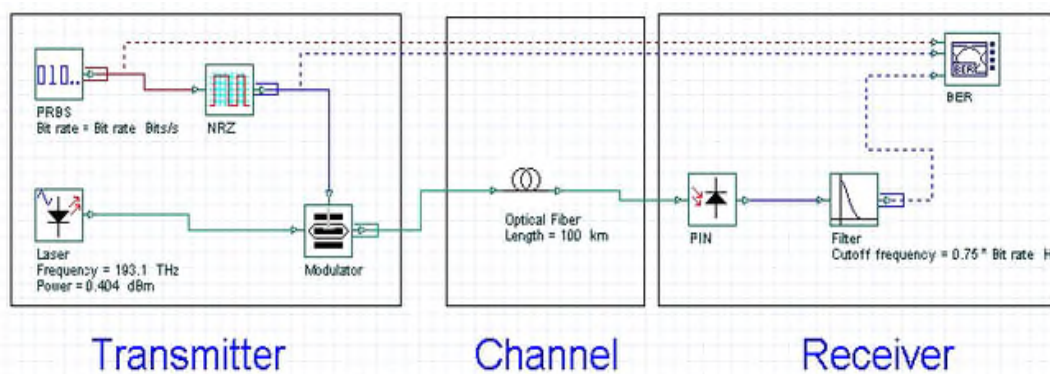 010..
PRBS
Bit rate = Bit rate Bits/s
NRZ
BER
BER
Laser
Frequency = 193.1 THz
Power = 0.404 dBm
Modulator
Optical Fiber
Length = 100 km
PIN
Filter
Cutoff frequency = 0.75 * Bit rate H
Transmitter
Channel
Receiver